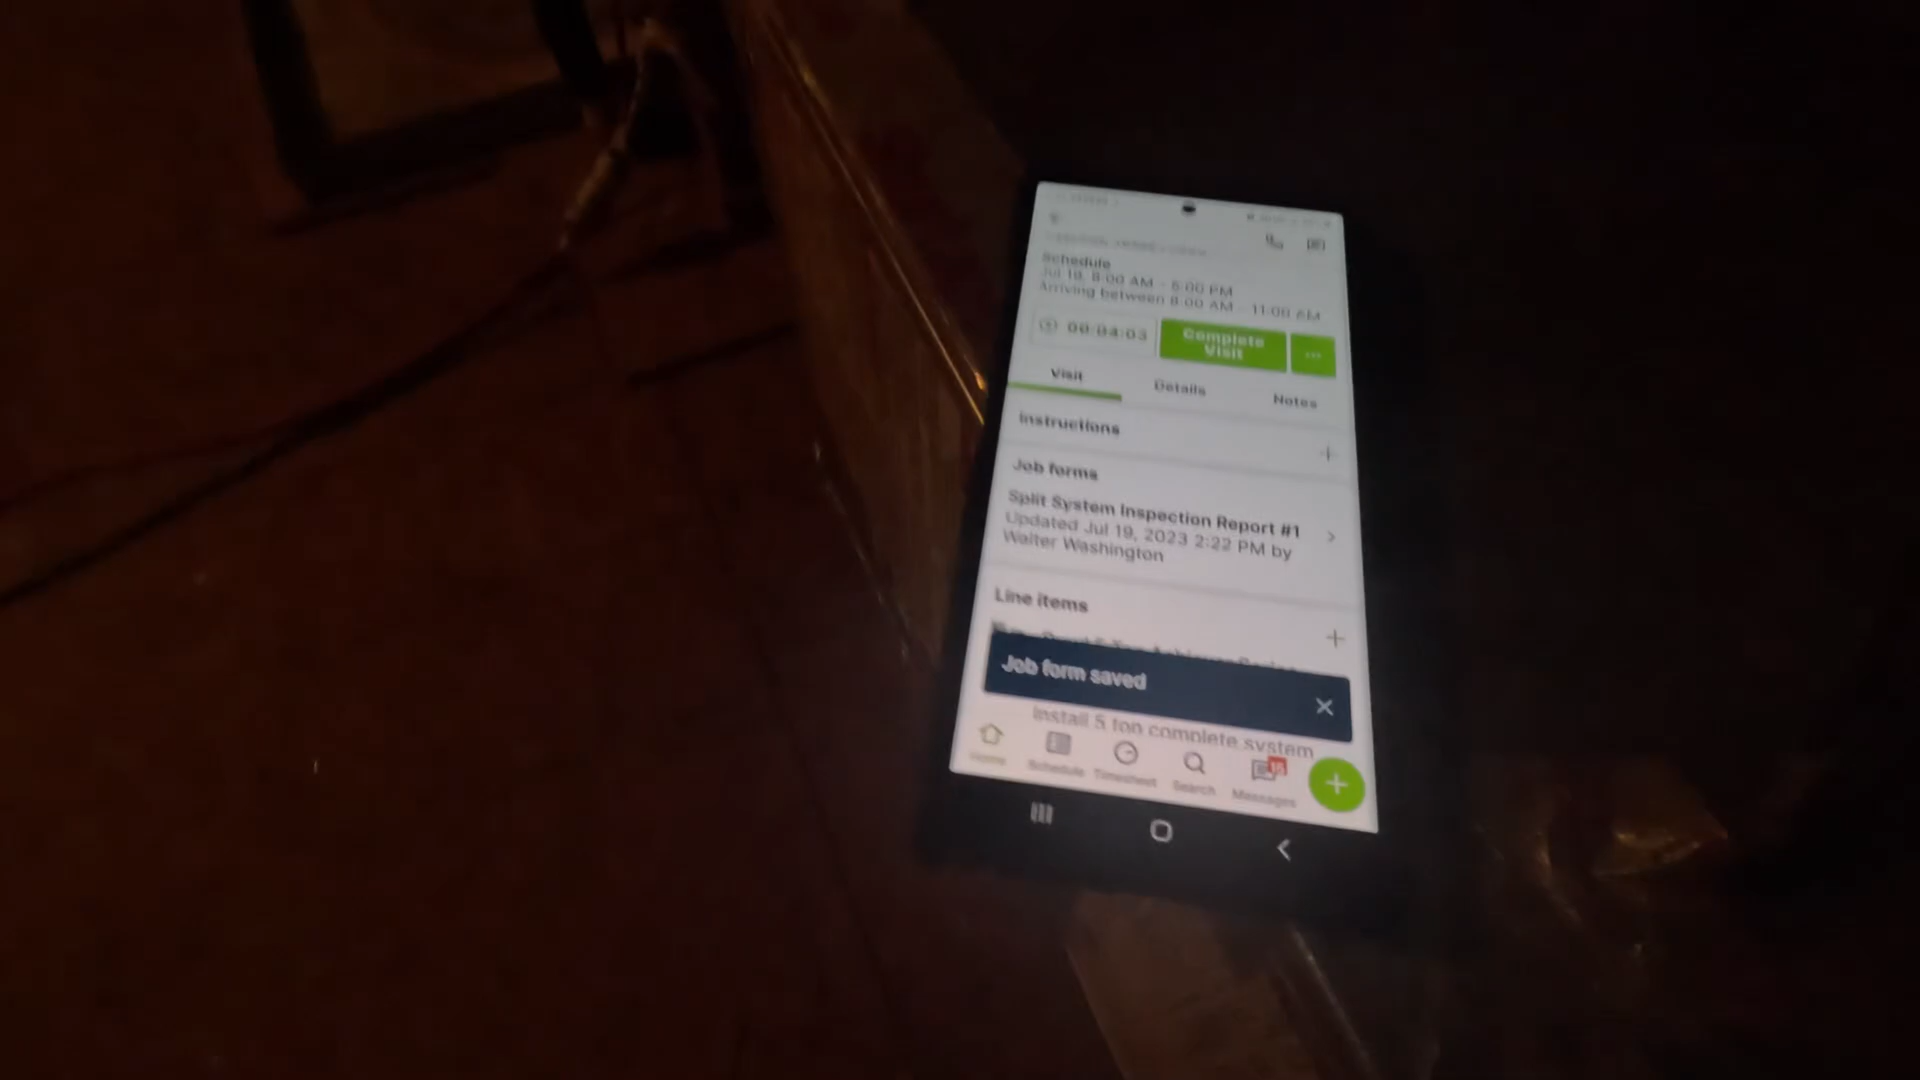 Schedule
Jul 19, 8:00 AM - 5:00 PM
Arriving between 8:00 AM - 11:00 AM
00:04:03
Complete
Visit
Visit
Details
Notes
Instructions
Job forms
Split System Inspection Report #1
Updated Jul 19, 2023 2:22 PM by
Walter Washington
Line items
Job form saved
Install 5 ton complete system
Home
Schedule
Timesheet
Search
15
Messages